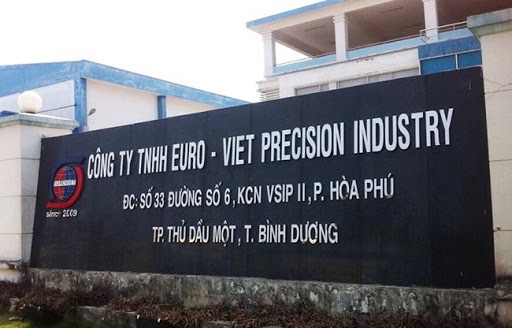 CÔNG TY TNHH EURO - VIET PRECISION INDUSTRY
ĐC: SỐ 33 ĐƯỜNG SỐ 6, KCN VSIP II, P. HÒA PHÚ
TP. THỦ DẦU MỘT, T. BÌNH DƯƠNG
since 2009